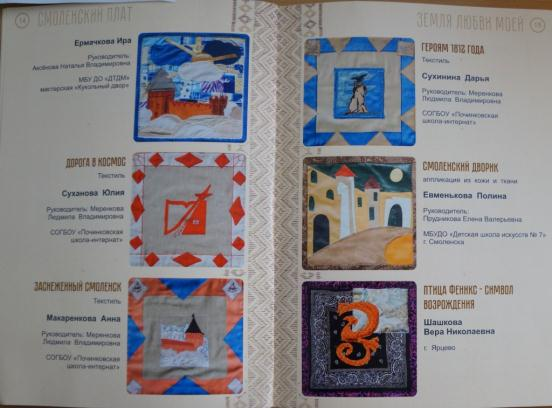 14 СМОЛЕНСКИЙ ПЛАТ
Ермачкова Ира
Руководитель:
Аксёнова Наталья Владимировна
МБУ ДО «ДТДМ»
мастерская «Кукольный двор»
ДОРОГА В КОСМОС
Текстиль
Суханова Юлия
Руководитель: Меренкова
Людмила Владимировна
СОГБОУ «Починковская
школа-интернат»
ЗАСНЕЖЕННЫЙ СМОЛЕНСК
Текстиль
Макаренкова Анна
Руководитель: Меренкова
Людмила Владимировна
СОГБОУ «Починковская
школа-интернат»
ЗЕМЛЯ ЛЮБВИ МОЕЙ 15
ГЕРОЯМ 1812 ГОДА
Текстиль
Сухинина Дарья
Руководитель: Меренкова
Людмила Владимировна
СОГБОУ «Починковская
школа-интернат»
СМОЛЕНСКИЙ ДВОРИК
аппликация из кожи и ткани
Евменькова Полина
Руководитель:
Прудникова Елена Валерьевна
МБУДО «Детская школа искусств № 7»
г. Смоленска
ПТИЦА ФЕНИКС - СИМВОЛ
ВОЗРОЖДЕНИЯ
Шашкова
Вера Николаевна
г. Ярцево